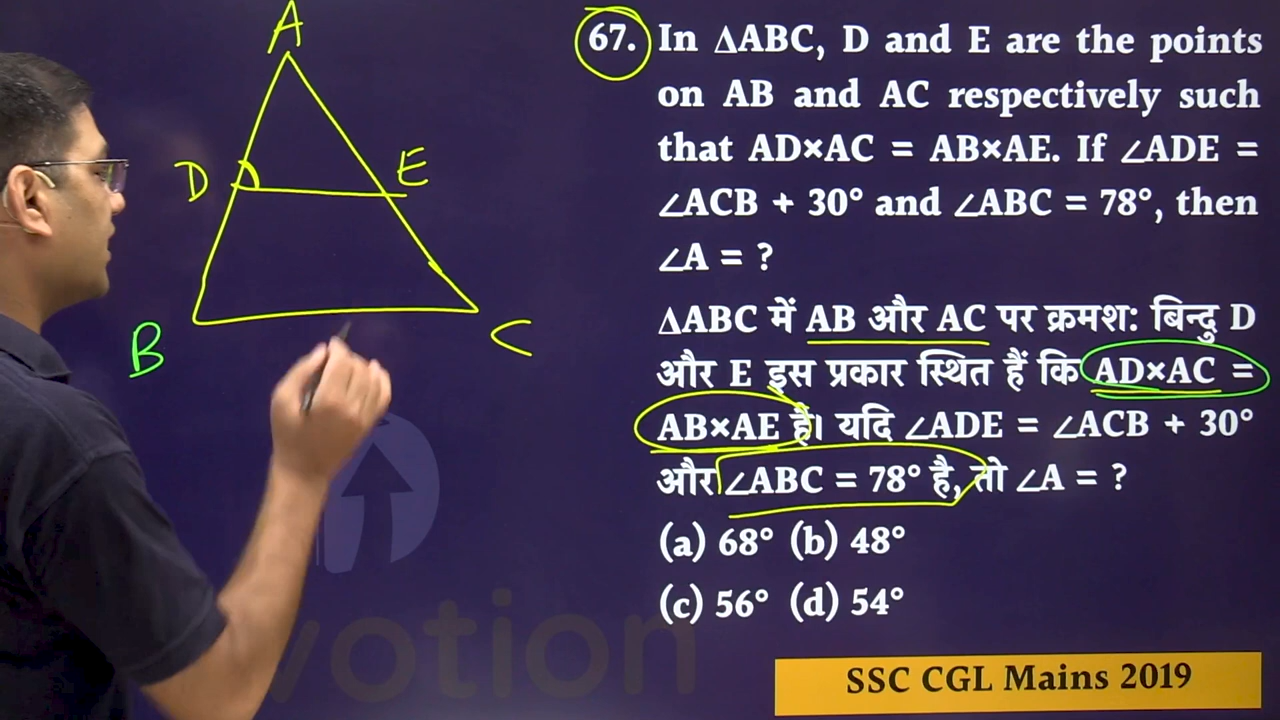 A
D
E
B
C
67. In ΔABC, D and E are the points
on AB and AC respectively such
that AD×AC = AB×AE. If ∠ADE =
∠ACB + 30° and ∠ABC = 78°, then
∠A = ?
ΔABC में AB और AC पर क्रमश: बिन्दु D
और E इस प्रकार स्थित हैं कि AD×AC =
AB×AE है। यदि ∠ADE = ∠ACB + 30°
और ∠ABC = 78° है, तो ∠A = ?
(a) 68° (b) 48°
(c) 56° (d) 54°
SSC CGL Mains 2019